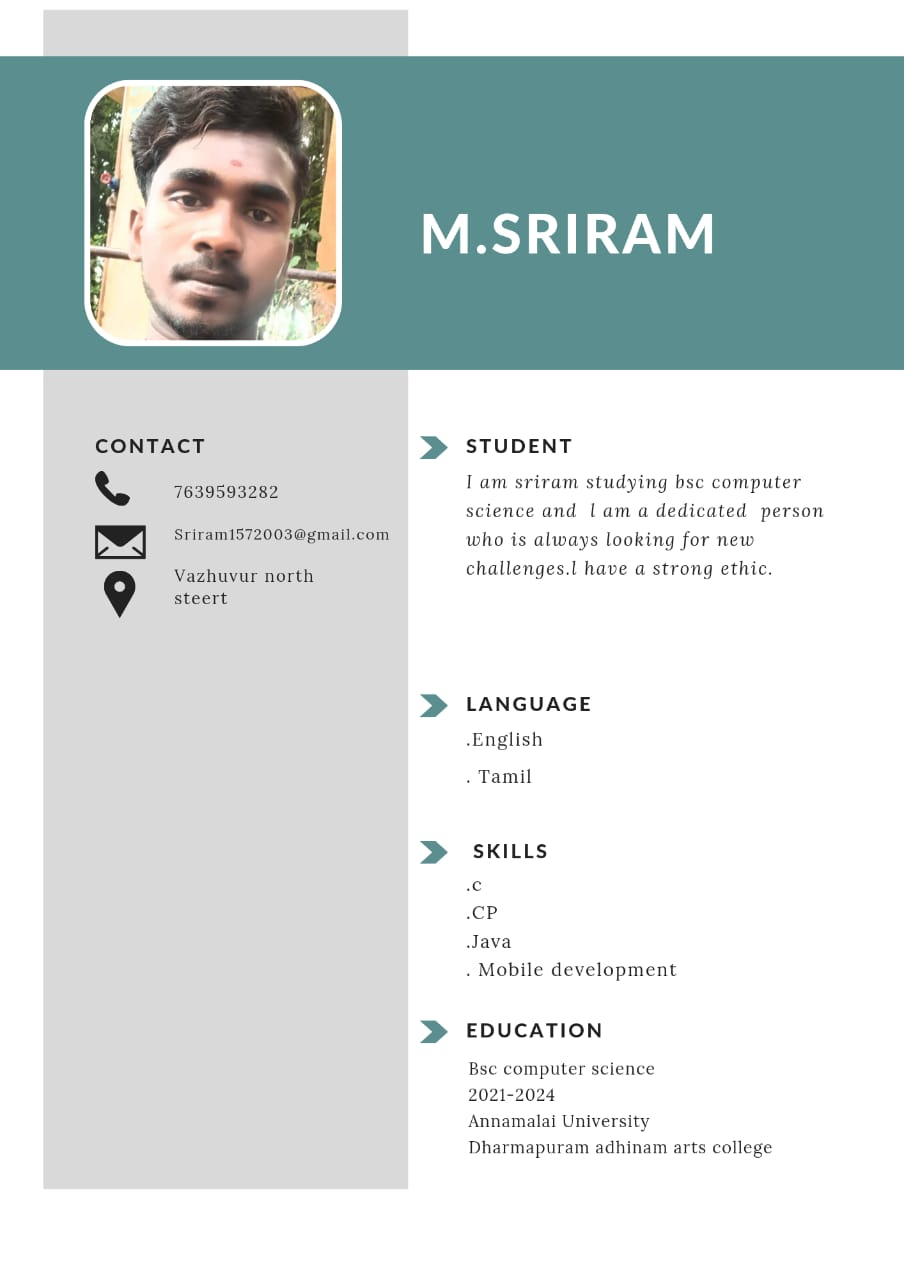 M.SRIRAM
CONTACT
7639593282
Sriram1572003@gmail.com
Vazhuvur north
steert
STUDENT
I am sriram studying bsc computer
science and l am a dedicated person
who is always looking for new
challenges.l have a strong ethic.
LANGUAGE
.English
. Tamil
SKILLS
.c
.CP
.Java
. Mobile development
EDUCATION
Bsc computer science
2021-2024
Annamalai University
Dharmapuram adhinam arts college